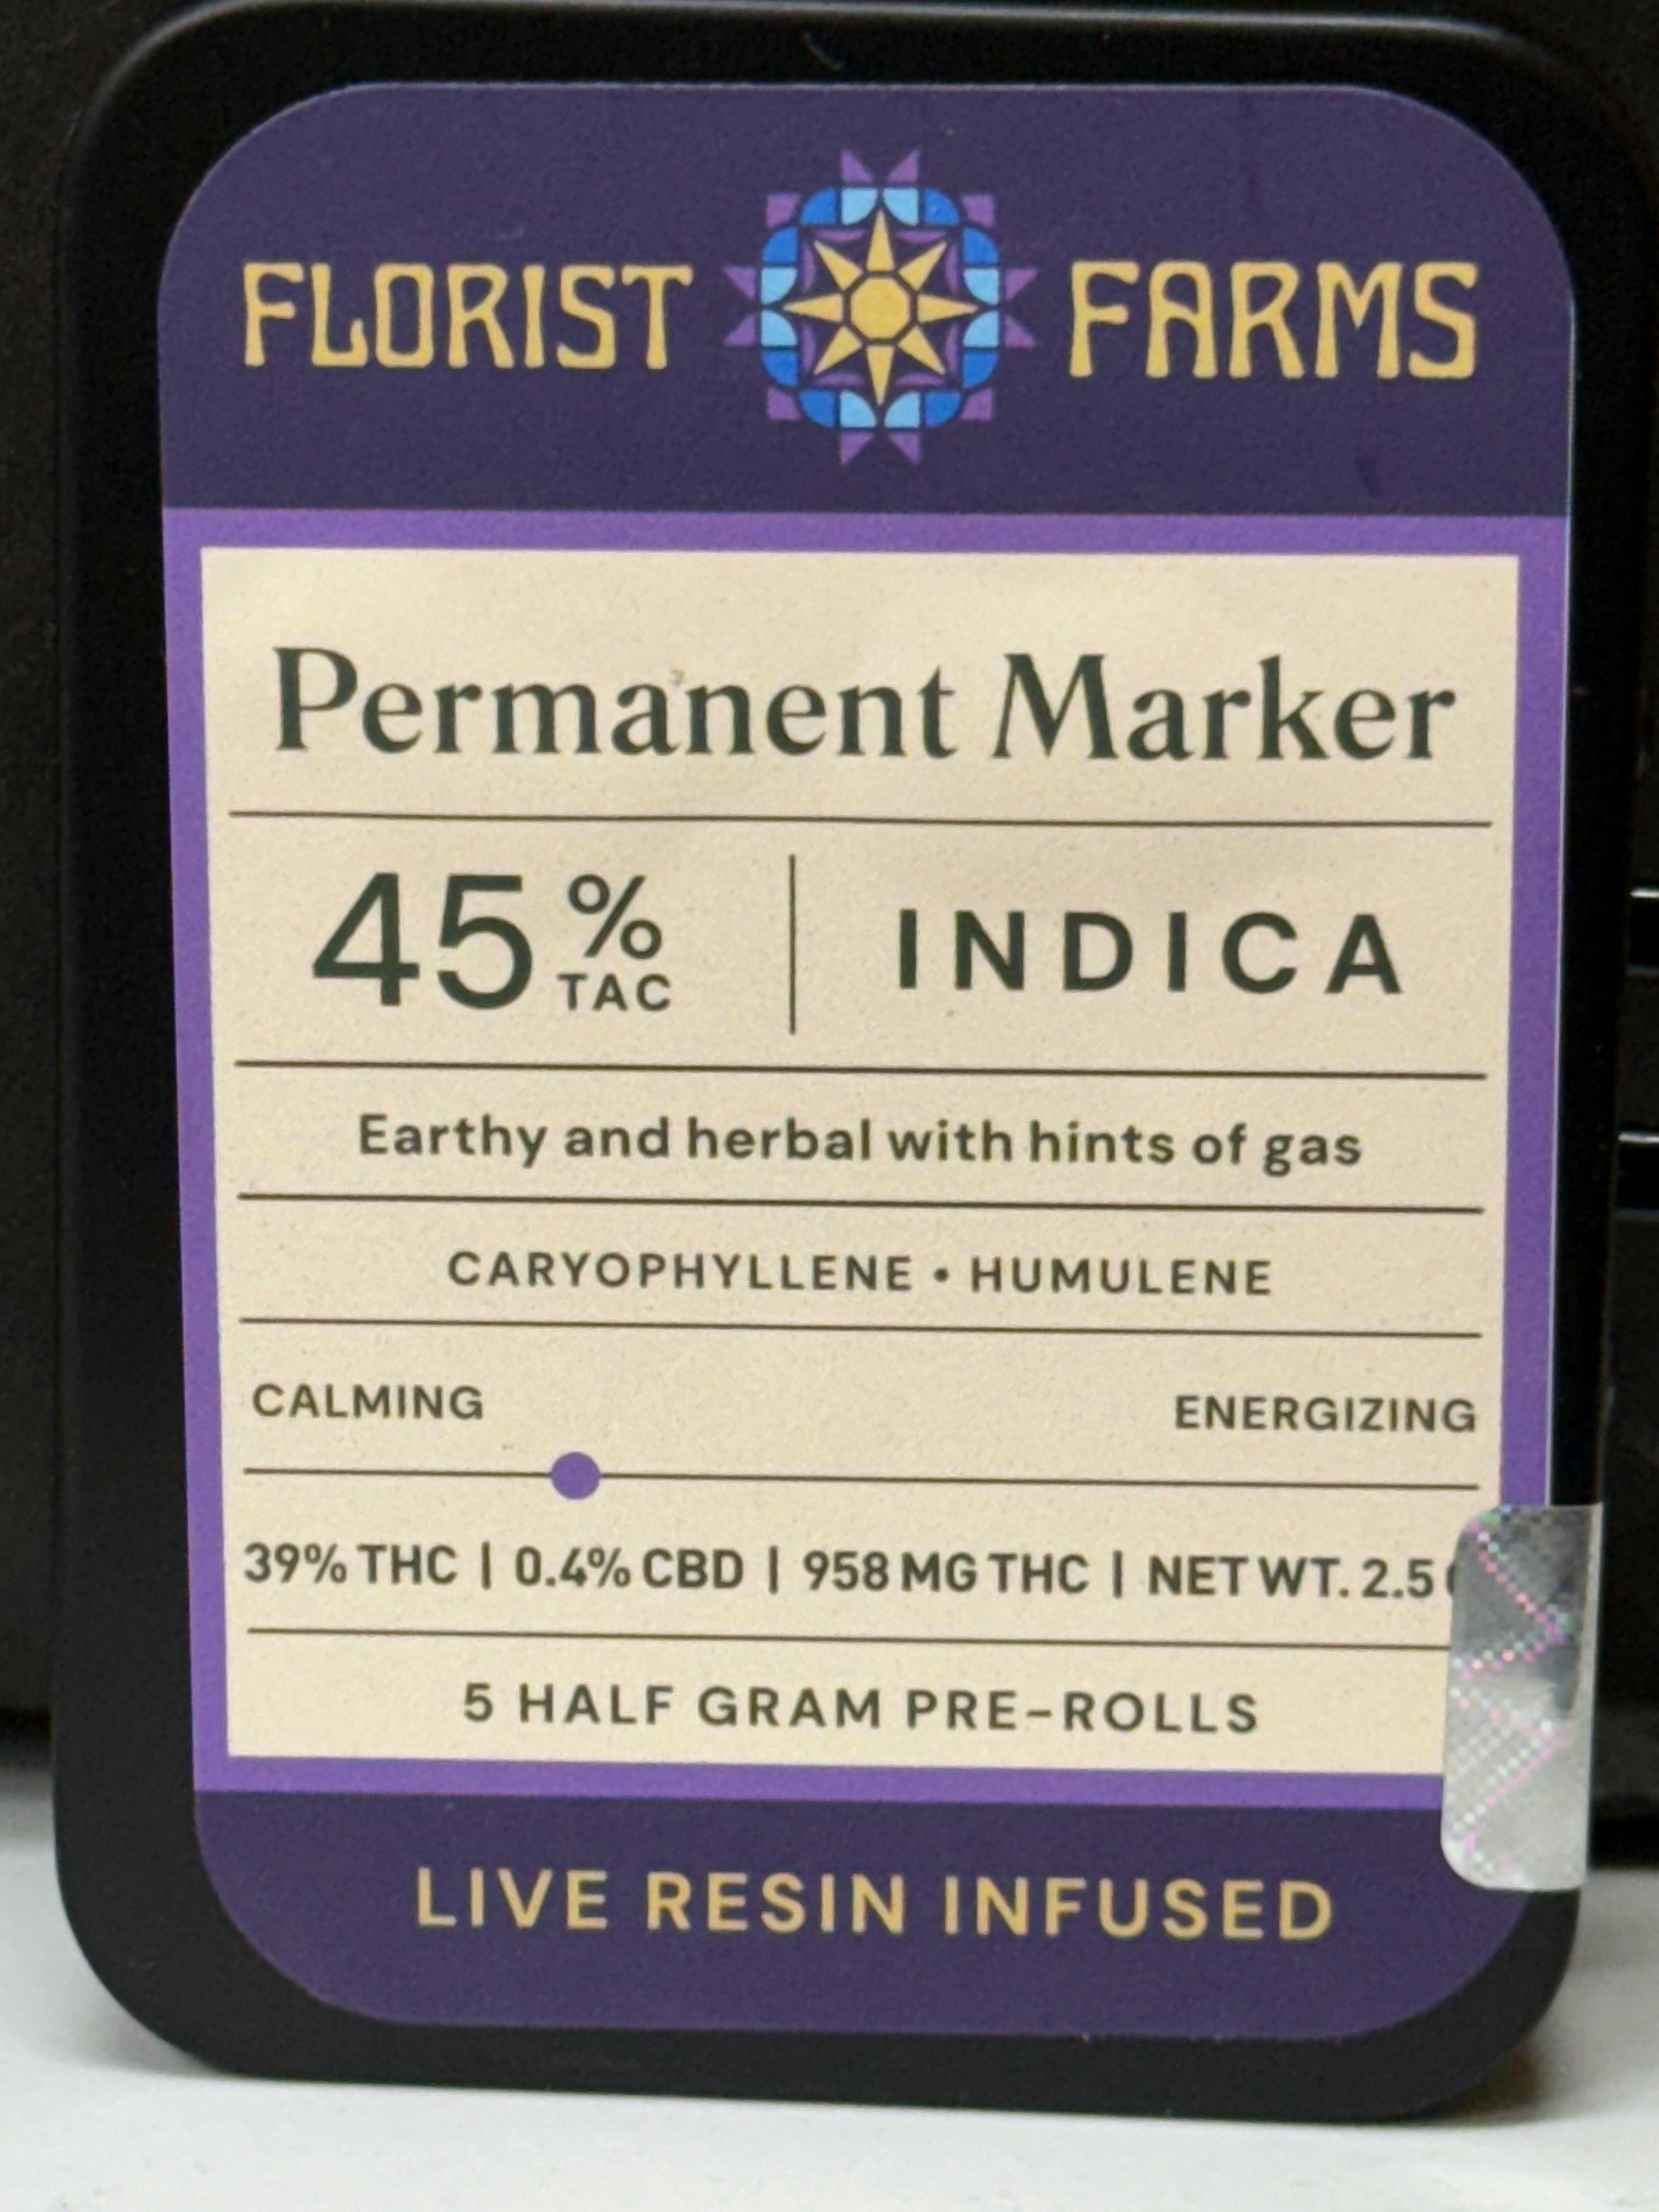 FLORIST FARMS
Permanent Marker
45% TAC | INDICA
Earthy and herbal with hints of gas
CARYOPHYLLENE • HUMULENE
CALMING ENERGIZING
39% THC | 0.4% CBD | 958 MG THC | NET WT. 2.5
5 HALF GRAM PRE-ROLLS
LIVE RESIN INFUSED